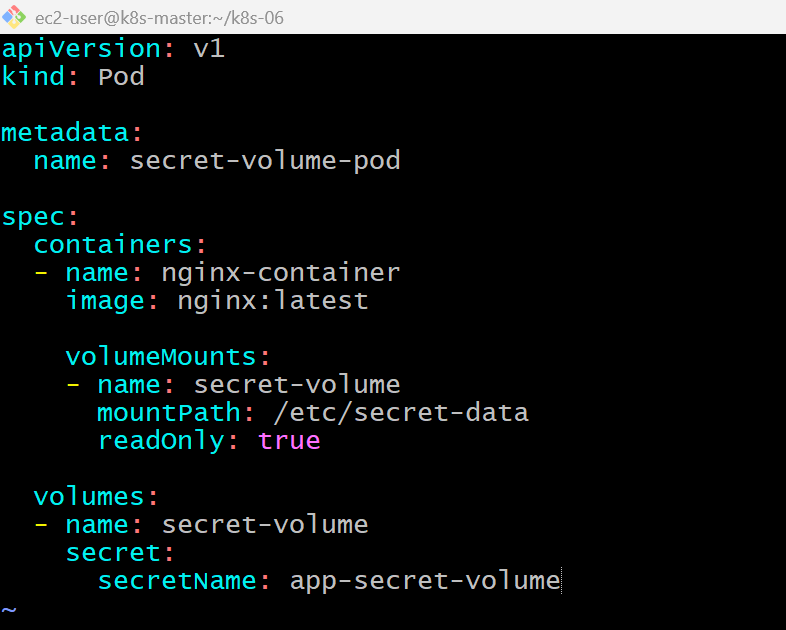 ec2-user@k8s-master:~/k8s-06
apiVersion: v1
kind: Pod
metadata:
  name: secret-volume-pod
spec:
  containers:
  - name: nginx-container
    image: nginx:latest
    volumeMounts:
    - name: secret-volume
      mountPath: /etc/secret-data
      readOnly: true
  volumes:
  - name: secret-volume
    secret:
      secretName: app-secret-volume
~